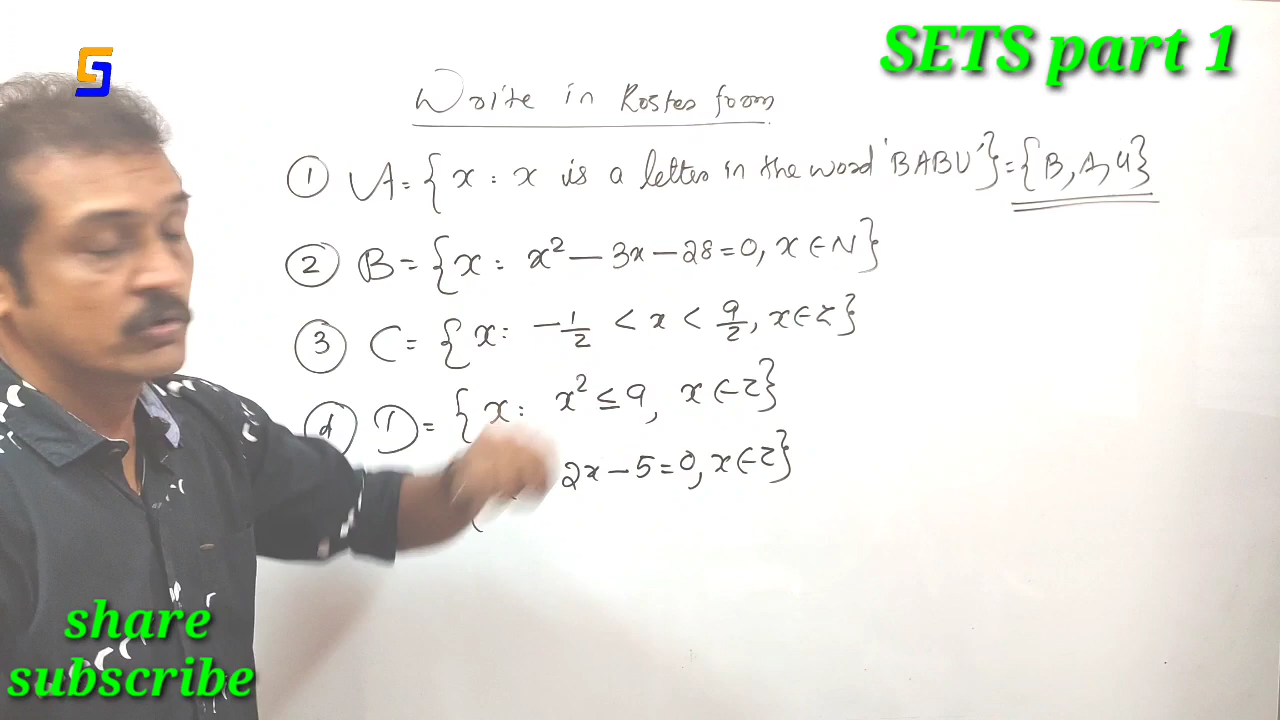 SETS part 1
Write in Roster form
① A = {x : x is a letter in the word 'BABU'} = {B, A, U}
② B = {x : x² − 3x − 28 = 0, x ∈ N}
③ C = {x : −1/2 < x < 9/2, x ∈ Z}
④ D = {x : x² ≤ 9, x ∈ Z}
2x − 5 = 0, x ∈ Z}
share
subscribe